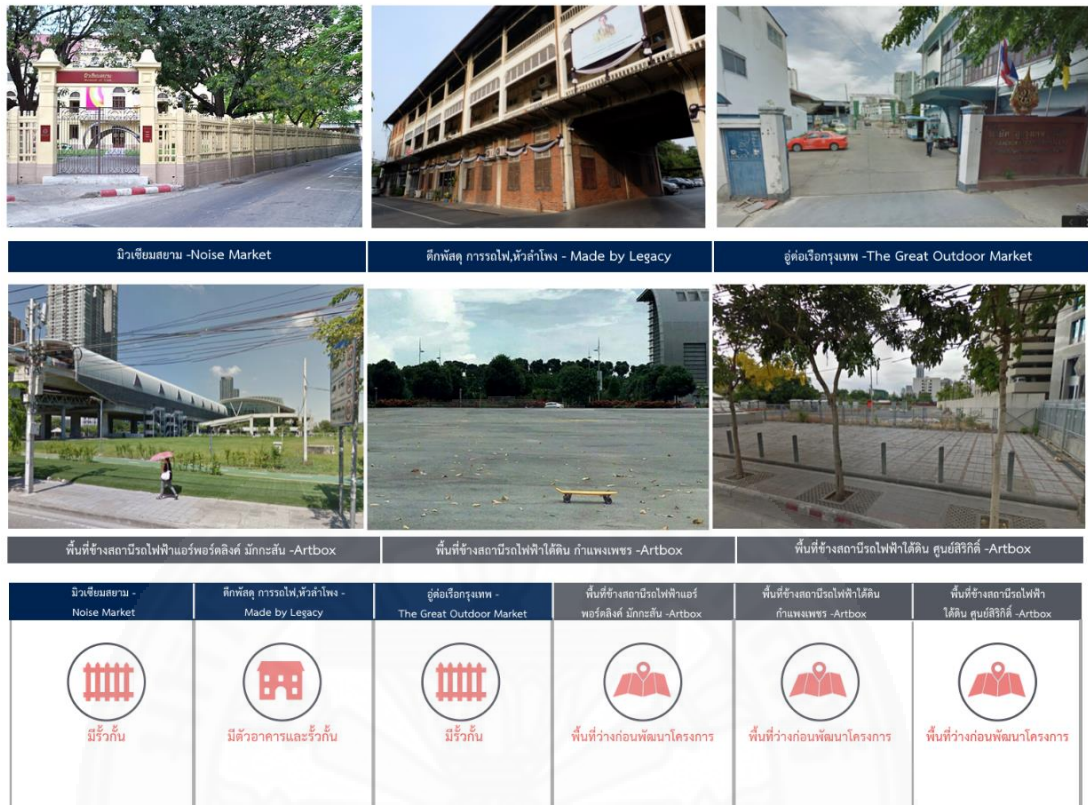 มิวเซียมสยาม
มิวเซียมสยาม -Noise Market
ตึกพัสดุ การรถไฟ,หัวลำโพง - Made by Legacy
อู่ต่อเรือกรุงเทพ -The Great Outdoor Market
พื้นที่ข้างสถานีรถไฟฟ้าแอร์พอร์ตลิงค์ มักกะสัน -Artbox
พื้นที่ข้างสถานีรถไฟฟ้าใต้ดิน กำแพงเพชร -Artbox
พื้นที่ข้างสถานีรถไฟฟ้าใต้ดิน ศูนย์สิริกิติ์ -Artbox
มิวเซียมสยาม -
Noise Market
ตึกพัสดุ การรถไฟ,หัวลำโพง -
Made by Legacy
อู่ต่อเรือกรุงเทพ -
The Great Outdoor Market
พื้นที่ข้างสถานีรถไฟฟ้าแอร์
พอร์ตลิงค์ มักกะสัน -Artbox
พื้นที่ข้างสถานีรถไฟฟ้าใต้ดิน
กำแพงเพชร -Artbox
พื้นที่ข้างสถานีรถไฟฟ้า
ใต้ดิน ศูนย์สิริกิติ์ -Artbox
มีรั้วกั้น
มีตัวอาคารและรั้วกั้น
มีรั้วกั้น
พื้นที่ว่างก่อนพัฒนาโครงการ
พื้นที่ว่างก่อนพัฒนาโครงการ
พื้นที่ว่างก่อนพัฒนาโครงการ